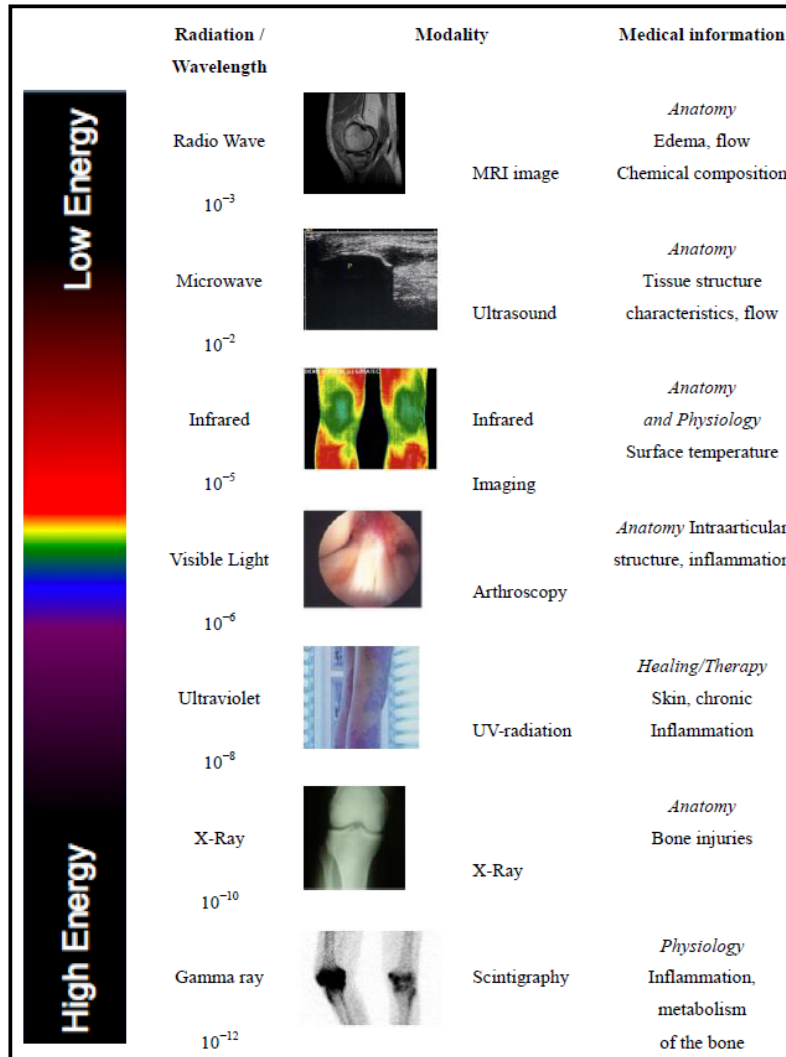 Radiation / Wavelength
Modality
Medical information
Low Energy
Radio Wave
10⁻³
MRI image
Anatomy
Edema, flow
Chemical composition
Microwave
10⁻²
P
Ultrasound
Anatomy
Tissue structure
characteristics, flow
Infrared
10⁻⁵
Infrared
Imaging
Anatomy
and Physiology
Surface temperature
Visible Light
10⁻⁶
Arthroscopy
Anatomy Intraarticular
structure, inflammation
Ultraviolet
10⁻⁸
UV-radiation
Healing/Therapy
Skin, chronic
Inflammation
X-Ray
10⁻¹⁰
X-Ray
Anatomy
Bone injuries
High Energy
Gamma ray
10⁻¹²
Scintigraphy
Physiology
Inflammation,
metabolism
of the bone